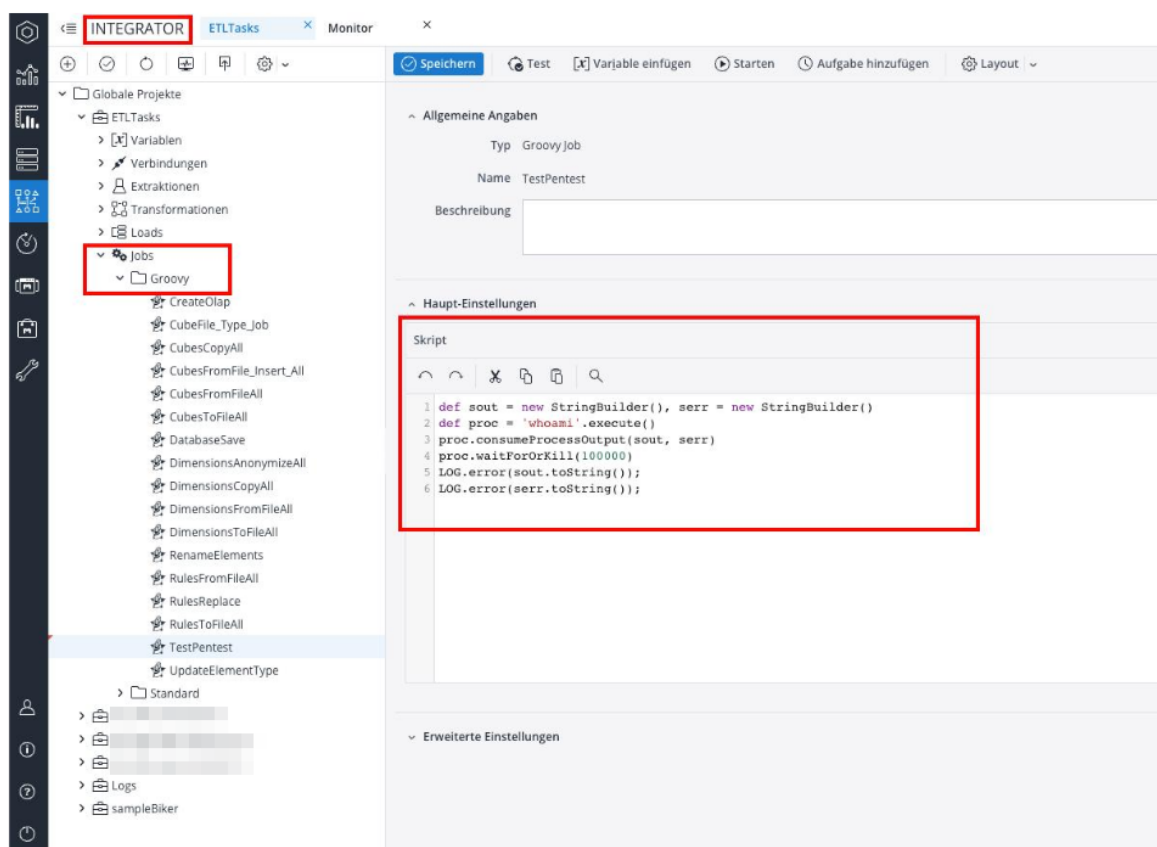 INTEGRATOR ETLTasks Monitor
Speichern Test [x] Variable einfügen Starten Aufgabe hinzufügen Layout
Globale Projekte
ETLTasks
[x] Variablen
Verbindungen
Extraktionen
Transformationen
Loads
Jobs
Groovy
CreateOlap
CubeFile_Type_Job
CubesCopyAll
CubesFromFile_Insert_All
CubesFromFileAll
CubesToFileAll
DatabaseSave
DimensionsAnonymizeAll
DimensionsCopyAll
DimensionsFromFileAll
DimensionsToFileAll
RenameElements
RulesFromFileAll
RulesReplace
RulesToFileAll
TestPentest
UpdateElementType
Standard
Logs
sampleBiker
Allgemeine Angaben
Typ Groovy Job
Name TestPentest
Beschreibung
Haupt-Einstellungen
Skript
1 def sout = new StringBuilder(), serr = new StringBuilder()
2 def proc = 'whoami'.execute()
3 proc.consumeProcessOutput(sout, serr)
4 proc.waitForOrKill(100000)
5 LOG.error(sout.toString());
6 LOG.error(serr.toString());
Erweiterte Einstellungen